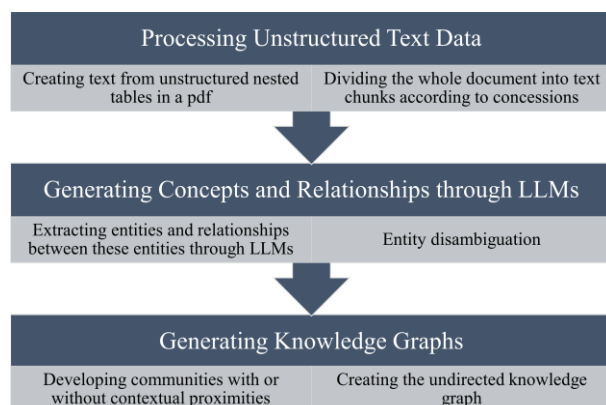 Processing Unstructured Text Data
Creating text from unstructured nested
tables in a pdf
Dividing the whole document into text
chunks according to concessions
Generating Concepts and Relationships through LLMs
Extracting entities and relationships
between these entities through LLMs
Entity disambiguation
Generating Knowledge Graphs
Developing communities with or
without contextual proximities
Creating the undirected knowledge
graph